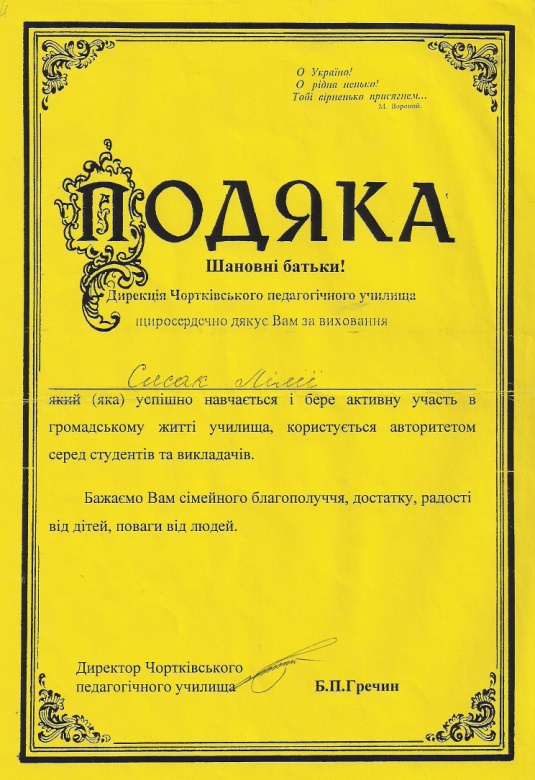 О Україно!
О рідна ненько!
Тобі вірненько присягнем...
М. Вороний.
ПОДЯКА
Шановні батьки!
Дирекція Чортківського педагогічного училища
щиросердечно дякує Вам за виховання
Сисак Лілії
який (яка) успішно навчається і бере активну участь в
громадському житті училища, користується авторитетом
серед студентів та викладачів.
Бажаємо Вам сімейного благополуччя, достатку, радості
від дітей, поваги від людей.
Директор Чортківського
педагогічного училища
Б.П.Гречин